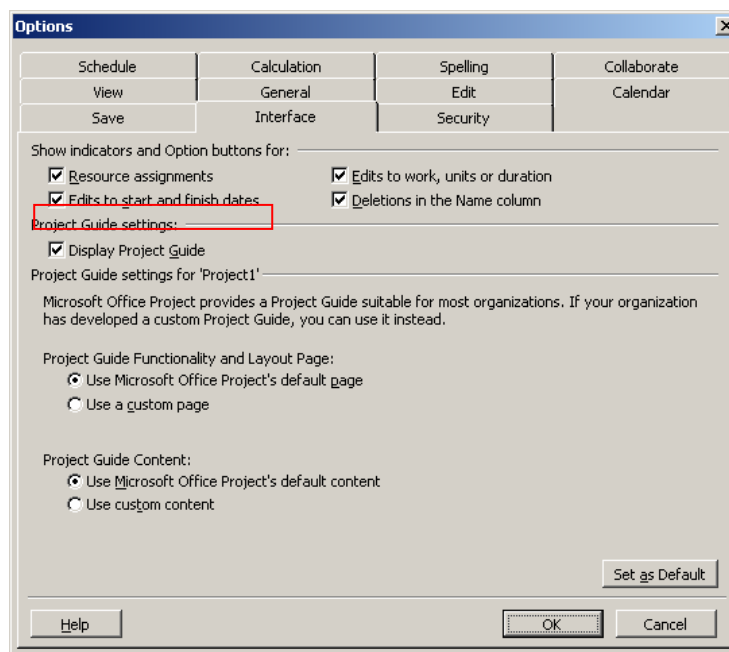 Options
Schedule Calculation Spelling Collaborate
View General Edit Calendar
Save Interface Security
Show indicators and Option buttons for:
Resource assignments Edits to work, units or duration
Edits to start and finish dates Deletions in the Name column
Project Guide settings:
Display Project Guide
Project Guide settings for 'Project1'
Microsoft Office Project provides a Project Guide suitable for most organizations. If your organization
has developed a custom Project Guide, you can use it instead.
Project Guide Functionality and Layout Page:
Use Microsoft Office Project's default page
Use a custom page
Project Guide Content:
Use Microsoft Office Project's default content
Use custom content
Set as Default
Help OK Cancel